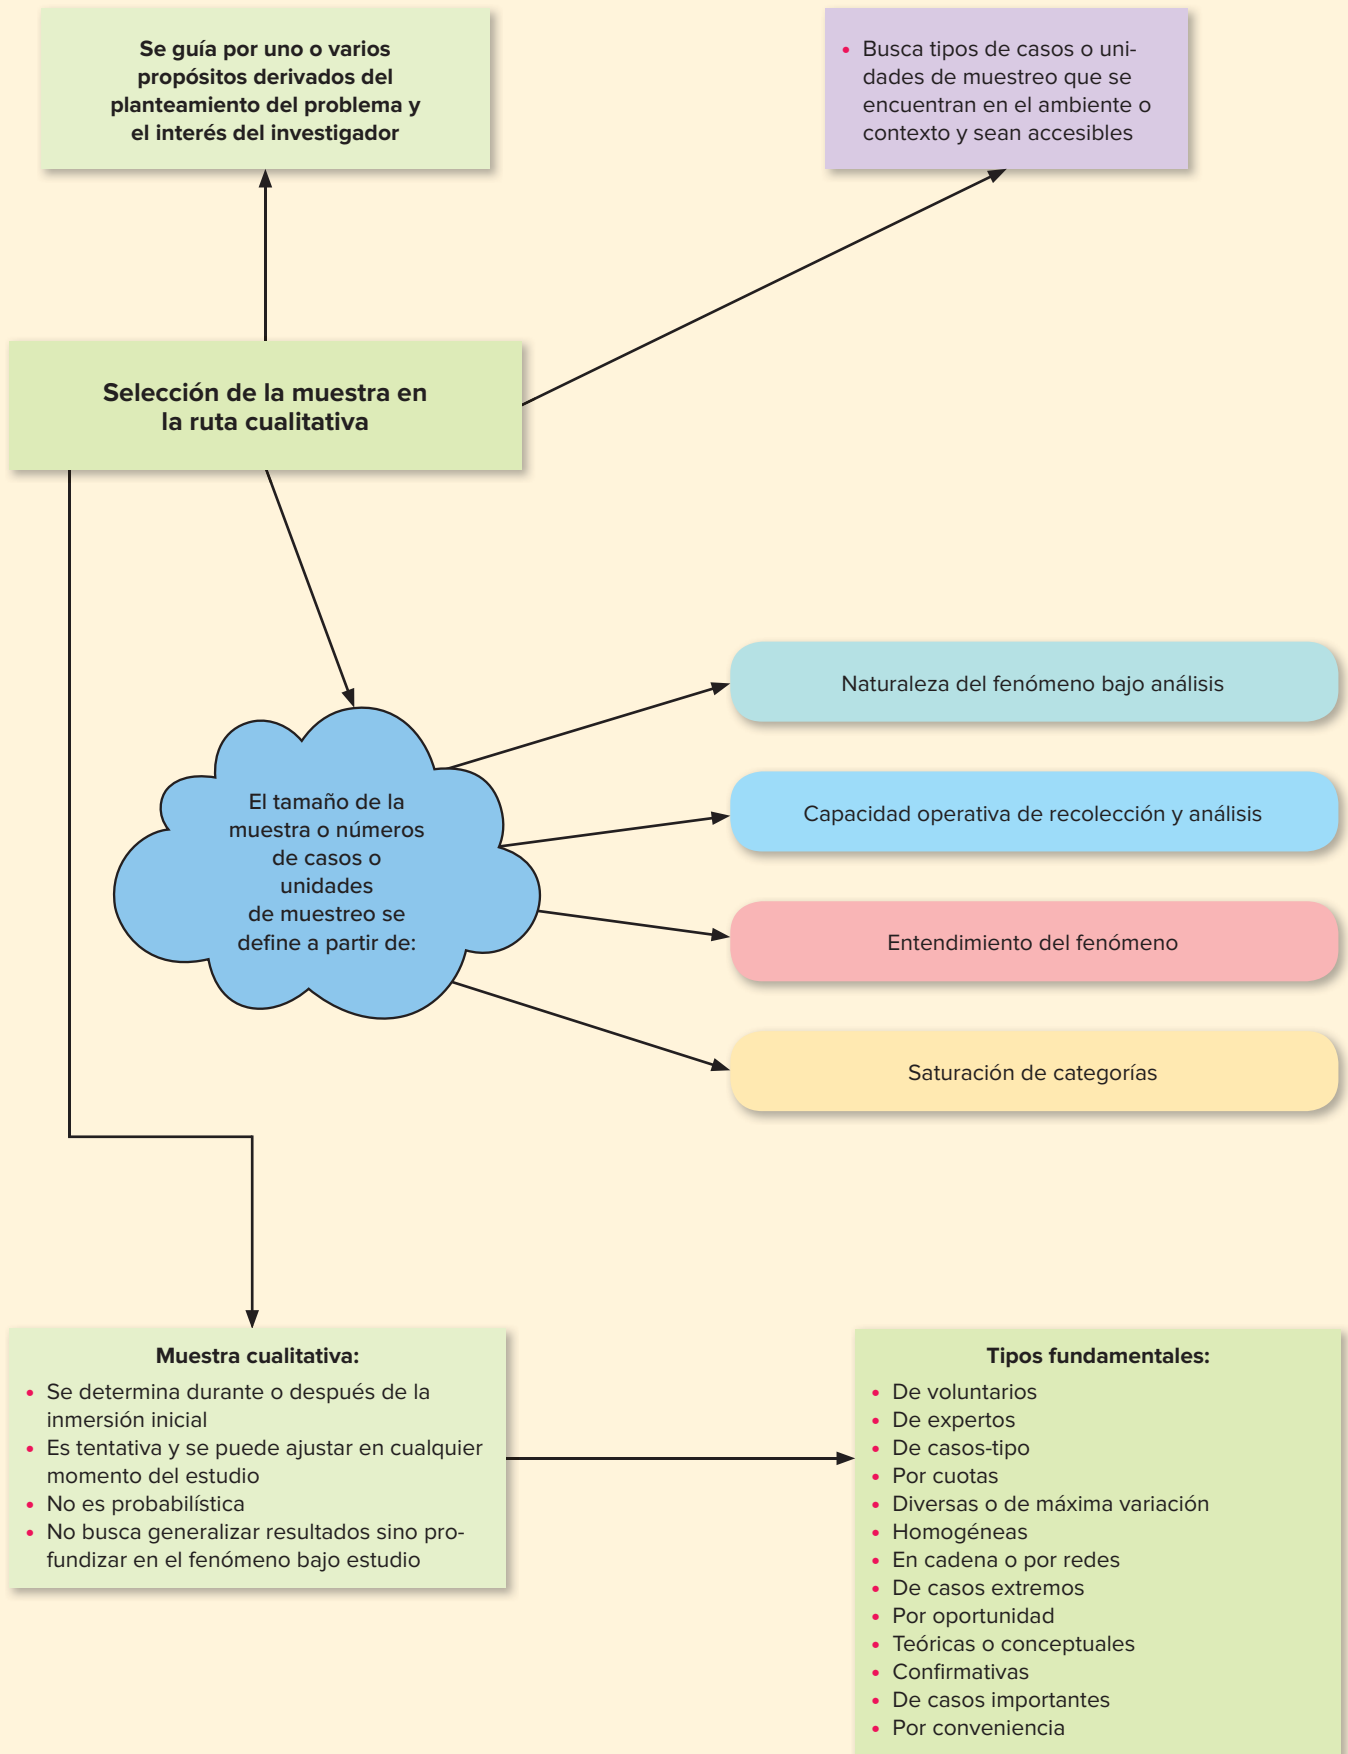 Se guía por uno o varios
propósitos derivados del
planteamiento del problema y
el interés del investigador
• Busca tipos de casos o uni-
dades de muestreo que se
encuentran en el ambiente o
contexto y sean accesibles
Selección de la muestra en
la ruta cualitativa
El tamaño de la
muestra o números
de casos o
unidades
de muestreo se
define a partir de:
Naturaleza del fenómeno bajo análisis
Capacidad operativa de recolección y análisis
Entendimiento del fenómeno
Saturación de categorías
Muestra cualitativa:
• Se determina durante o después de la
inmersión inicial
• Es tentativa y se puede ajustar en cualquier
momento del estudio
• No es probabilística
• No busca generalizar resultados sino pro-
fundizar en el fenómeno bajo estudio
Tipos fundamentales:
• De voluntarios
• De expertos
• De casos-tipo
• Por cuotas
• Diversas o de máxima variación
• Homogéneas
• En cadena o por redes
• De casos extremos
• Por oportunidad
• Teóricas o conceptuales
• Confirmativas
• De casos importantes
• Por conveniencia